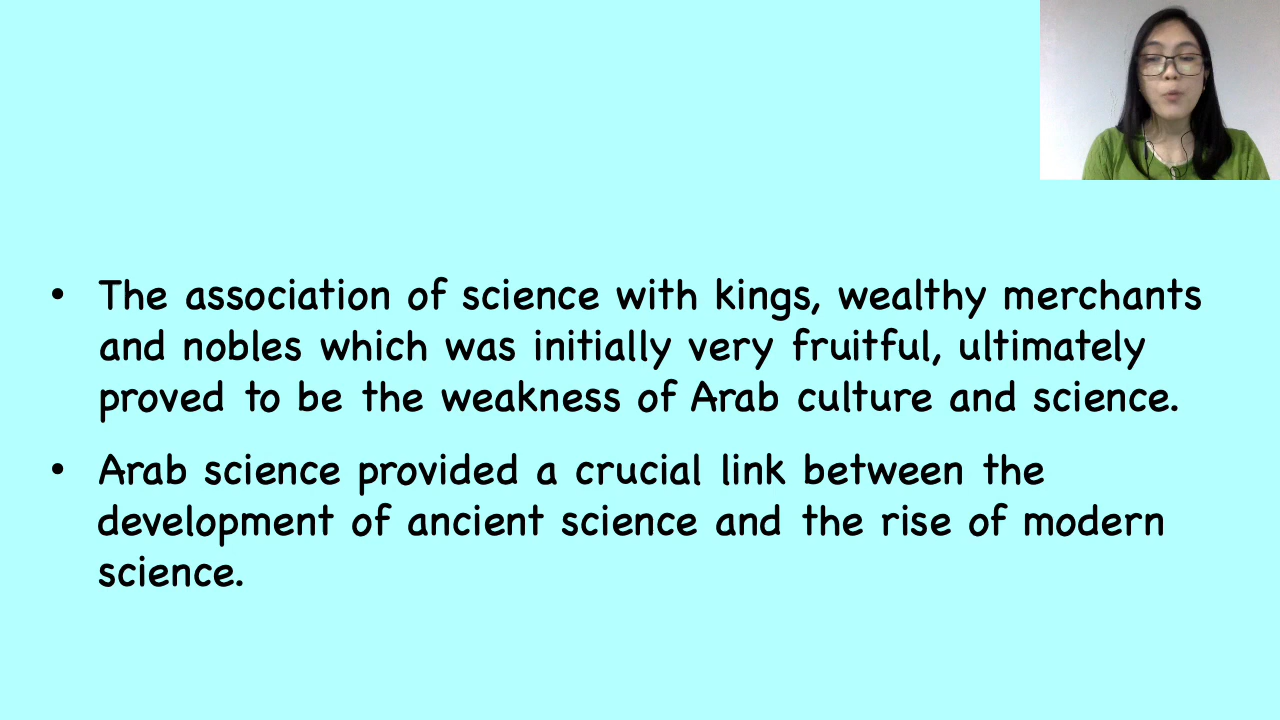 • The association of science with kings, wealthy merchants
and nobles which was initially very fruitful, ultimately
proved to be the weakness of Arab culture and science.
• Arab science provided a crucial link between the
development of ancient science and the rise of modern
science.